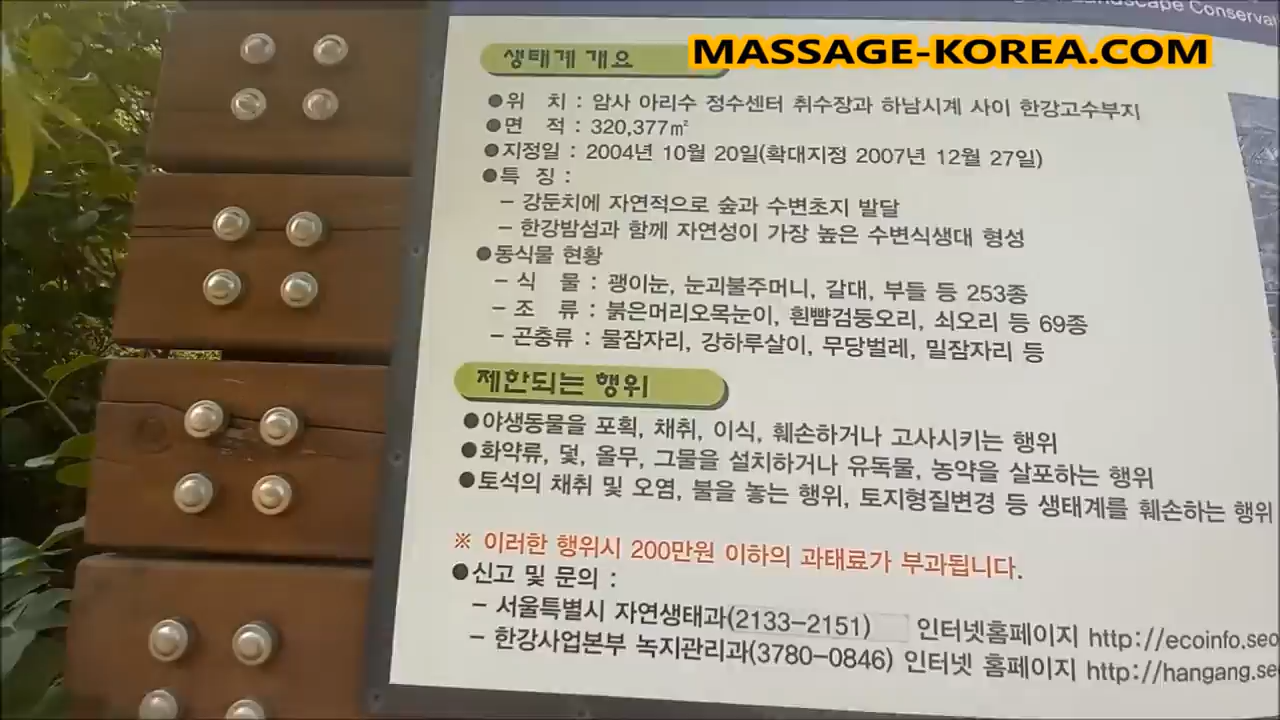 Landscape Conserva
MASSAGE-KOREA.COM
생태계 개요
●위 치 : 암사 아리수 정수센터 취수장과 하남시계 사이 한강고수부지
●면 적 : 320,377㎡
●지정일 : 2004년 10월 20일(확대지정 2007년 12월 27일)
●특 징 :
- 강둔치에 자연적으로 숲과 수변초지 발달
- 한강밤섬과 함께 자연성이 가장 높은 수변식생대 형성
●동식물 현황
- 식 물 : 괭이눈, 눈괴불주머니, 갈대, 부들 등 253종
- 조 류 : 붉은머리오목눈이, 흰뺨검둥오리, 쇠오리 등 69종
- 곤충류 : 물잠자리, 강하루살이, 무당벌레, 밀잠자리 등
제한되는 행위
●야생동물을 포획, 채취, 이식, 훼손하거나 고사시키는 행위
●화약류, 덫, 올무, 그물을 설치하거나 유독물, 농약을 살포하는 행위
●토석의 채취 및 오염, 불을 놓는 행위, 토지형질변경 등 생태계를 훼손하는 행위
※ 이러한 행위시 200만원 이하의 과태료가 부과됩니다.
●신고 및 문의 :
- 서울특별시 자연생태과(2133-2151) 인터넷홈페이지 http://ecoinfo.seo
- 한강사업본부 녹지관리과(3780-0846) 인터넷 홈페이지 http://hangang.se